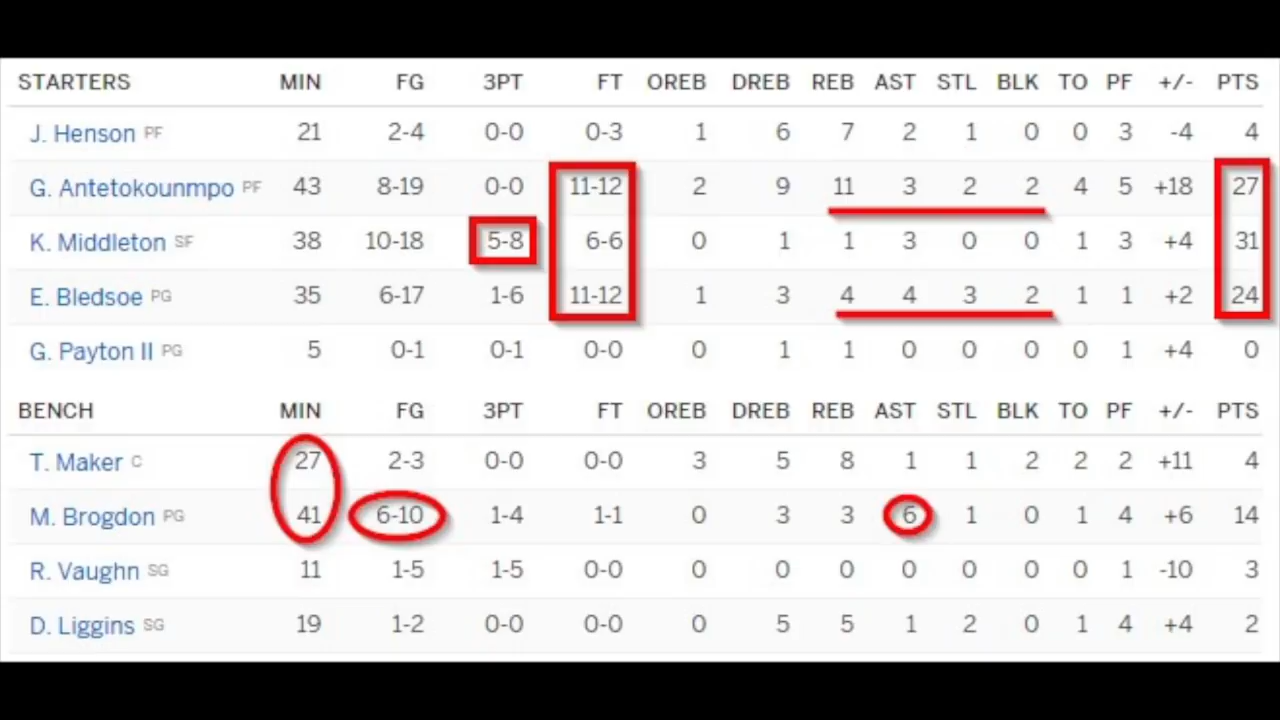 STARTERS MIN FG 3PT FT OREB DREB REB AST STL BLK TO PF +/- PTS
J. Henson PF 21 2-4 0-0 0-3 1 6 7 2 1 0 0 3 -4 4
G. Antetokounmpo PF 43 8-19 0-0 11-12 2 9 11 3 2 2 4 5 +18 27
K. Middleton SF 38 10-18 5-8 6-6 0 1 1 3 0 0 1 3 +4 31
E. Bledsoe PG 35 6-17 1-6 11-12 1 3 4 4 3 2 1 1 +2 24
G. Payton II PG 5 0-1 0-1 0-0 0 1 1 0 0 0 0 1 +4 0
BENCH MIN FG 3PT FT OREB DREB REB AST STL BLK TO PF +/- PTS
T. Maker C 27 2-3 0-0 0-0 3 5 8 1 1 2 2 2 +11 4
M. Brogdon PG 41 6-10 1-4 1-1 0 3 3 6 1 0 1 4 +6 14
R. Vaughn SG 11 1-5 1-5 0-0 0 0 0 0 0 0 0 1 -10 3
D. Liggins SG 19 1-2 0-0 0-0 0 5 5 1 2 0 1 4 +4 2